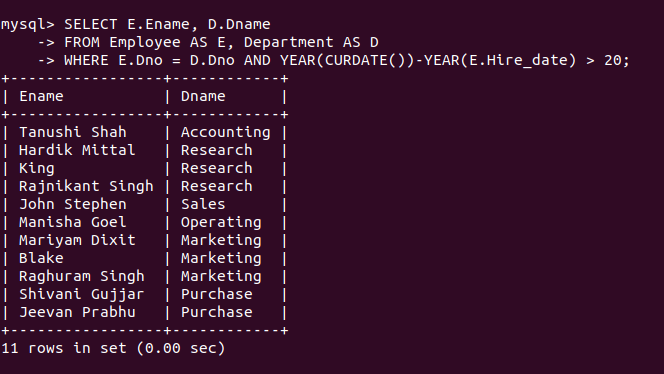 mysql> SELECT E.Ename, D.Dname
    -> FROM Employee AS E, Department AS D
    -> WHERE E.Dno = D.Dno AND YEAR(CURDATE())-YEAR(E.Hire_date) > 20;
+-----------------+------------+
| Ename           | Dname      |
+-----------------+------------+
| Tanushi Shah    | Accounting |
| Hardik Mittal   | Research   |
| King            | Research   |
| Rajnikant Singh | Research   |
| John Stephen    | Sales      |
| Manisha Goel    | Operating  |
| Mariyam Dixit   | Marketing  |
| Blake           | Marketing  |
| Raghuram Singh  | Marketing  |
| Shivani Gujjar  | Purchase   |
| Jeevan Prabhu   | Purchase   |
+-----------------+------------+
11 rows in set (0.00 sec)